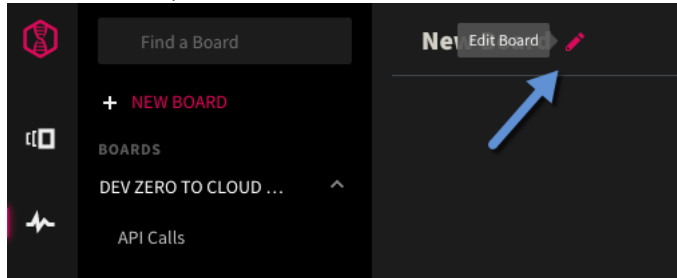 Find a Board
+ NEW BOARD
BOARDS
DEV ZERO TO CLOUD ...
API Calls
New
Edit Board